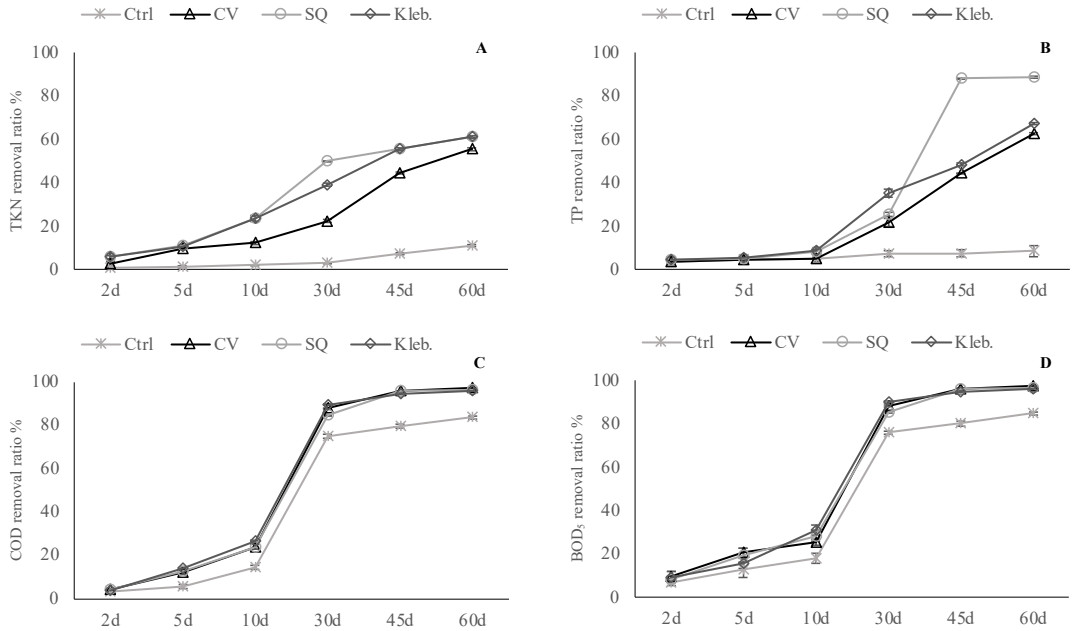 Ctrl CV SQ Kleb.
A
TKN removal ratio %
100
80
60
40
20
0
2d 5d 10d 30d 45d 60d
Ctrl CV SQ Kleb.
B
TP removal ratio %
100
80
60
40
20
0
2d 5d 10d 30d 45d 60d
Ctrl CV SQ Kleb.
C
COD removal ratio %
100
80
60
40
20
0
2d 5d 10d 30d 45d 60d
Ctrl CV SQ Kleb.
D
BOD₅ removal ratio %
100
80
60
40
20
0
2d 5d 10d 30d 45d 60d